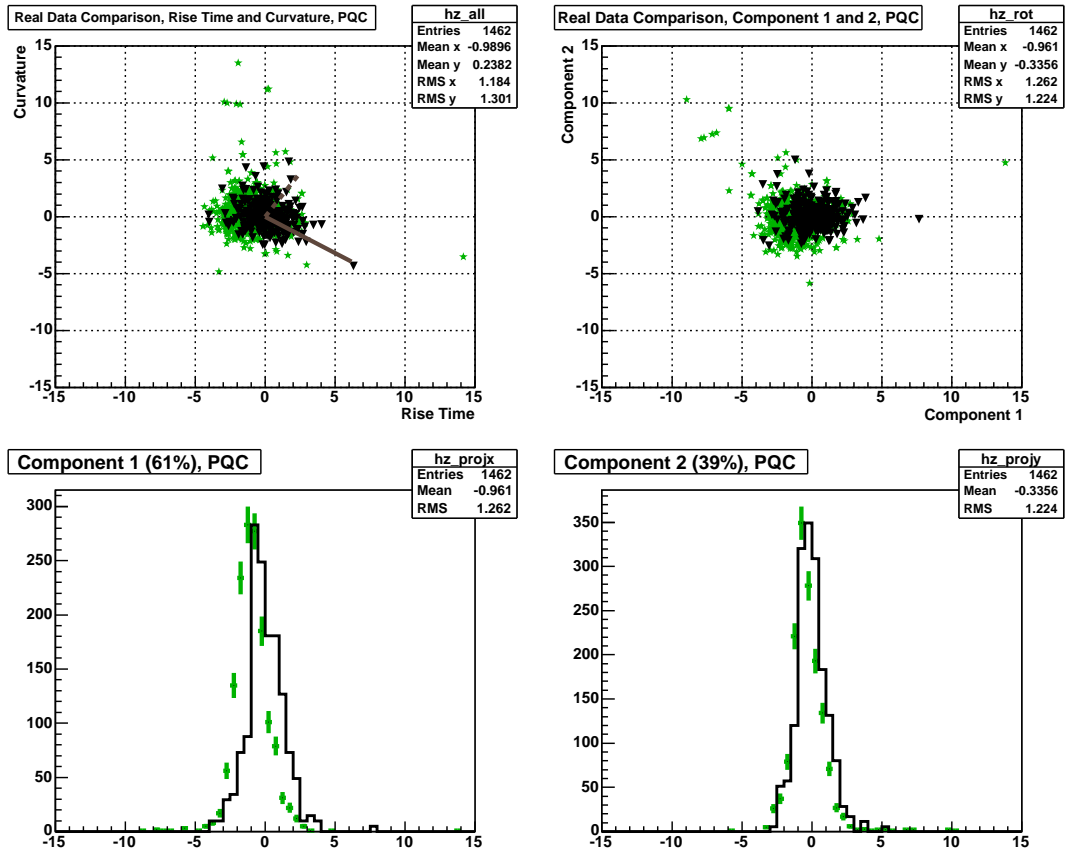 Real Data Comparison, Rise Time and Curvature, PQC
hz_all
Entries 1462
Mean x -0.9896
Mean y 0.2382
RMS x 1.184
RMS y 1.301
Curvature
15
10
5
0
-5
-10
-15
-15 -10 -5 0 5 10 15
Rise Time
Real Data Comparison, Component 1 and 2, PQC
hz_rot
Entries 1462
Mean x -0.961
Mean y -0.3356
RMS x 1.262
RMS y 1.224
Component 2
15
10
5
0
-5
-10
-15
-15 -10 -5 0 5 10 15
Component 1
Component 1 (61%), PQC
hz_projx
Entries 1462
Mean -0.961
RMS 1.262
300
250
200
150
100
50
0
-15 -10 -5 0 5 10 15
Component 2 (39%), PQC
hz_projy
Entries 1462
Mean -0.3356
RMS 1.224
350
300
250
200
150
100
50
0
-15 -10 -5 0 5 10 15